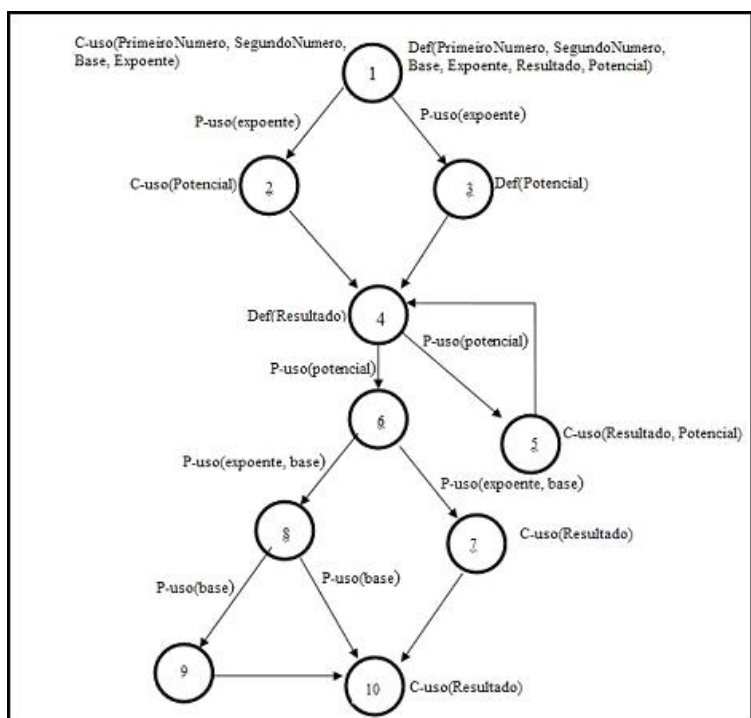 C-uso(PrimeiroNumero, SegundoNumero,
Base, Expoente)
Def(PrimeiroNumero, SegundoNumero,
Base, Expoente, Resultado, Potencial)
1
P-uso(expoente)
P-uso(expoente)
C-uso(Potencial)
2
3
Def(Potencial)
Def(Resultado)
4
P-uso(potencial)
P-uso(potencial)
6
5
C-uso(Resultado, Potencial)
P-uso(expoente, base)
P-uso(expoente, base)
8
7
C-uso(Resultado)
P-uso(base)
P-uso(base)
9
10
C-uso(Resultado)